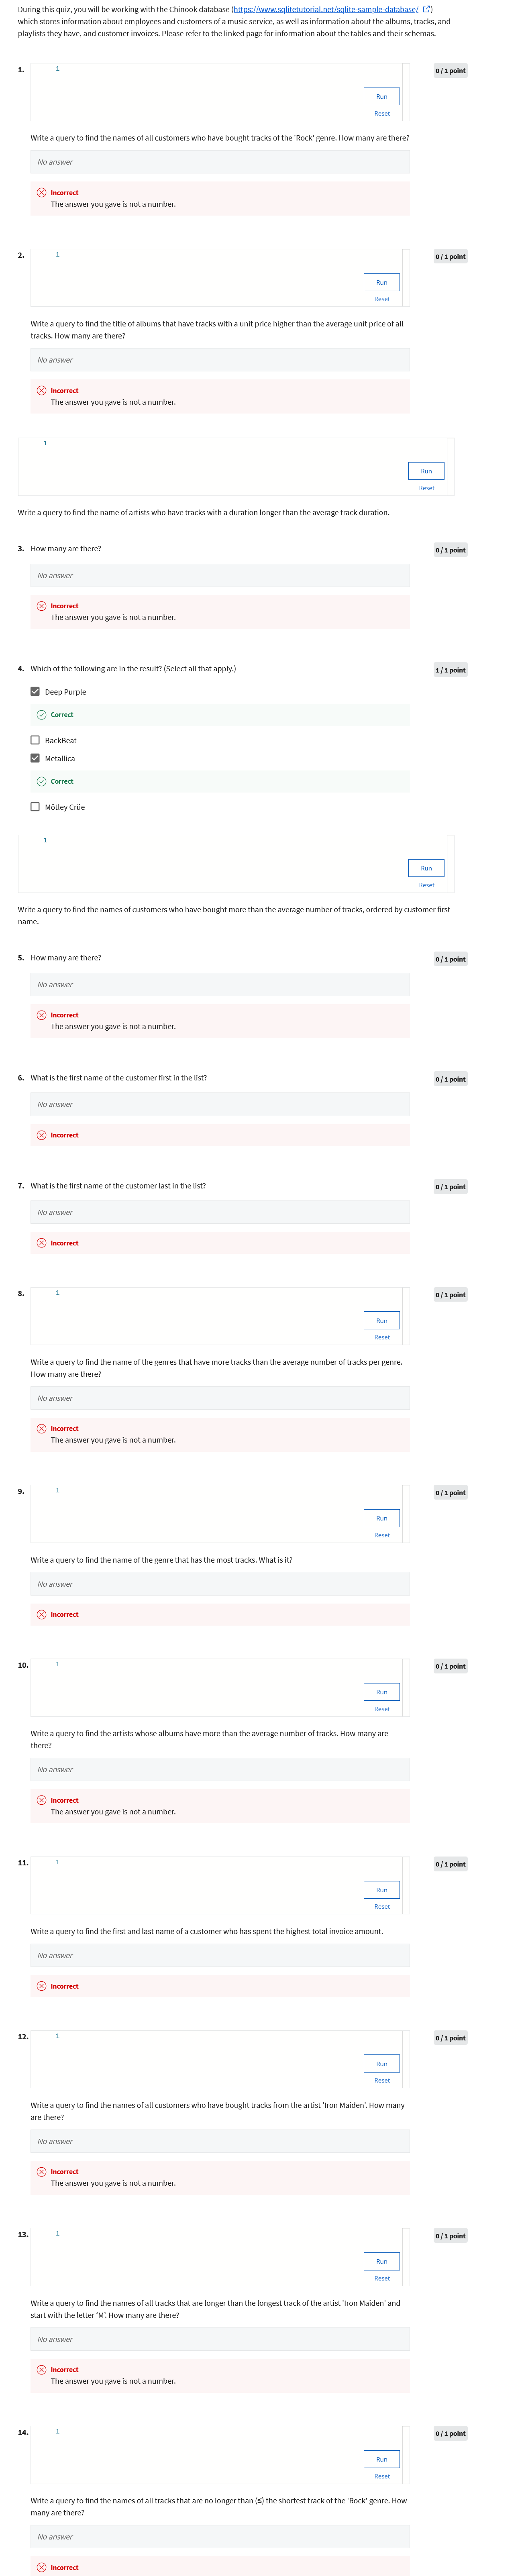 During this quiz, you will be working with the Chinook database (https://www.sqlitetutorial.net/sqlite-sample-database/ )
which stores information about employees and customers of a music service, as well as information about the albums, tracks, and
playlists they have, and customer invoices. Please refer to the linked page for information about the tables and their schemas.
1.
1
0 / 1 point
Run
Reset
Write a query to find the names of all customers who have bought tracks of the 'Rock' genre. How many are there?
No answer
Incorrect
The answer you gave is not a number.
2.
1
0 / 1 point
Run
Reset
Write a query to find the title of albums that have tracks with a unit price higher than the average unit price of all
tracks. How many are there?
No answer
Incorrect
The answer you gave is not a number.
1
Run
Reset
Write a query to find the name of artists who have tracks with a duration longer than the average track duration.
3. How many are there?
0 / 1 point
No answer
Incorrect
The answer you gave is not a number.
4. Which of the following are in the result? (Select all that apply.)
1 / 1 point
Deep Purple
Correct
BackBeat
Metallica
Correct
Mötley Crüe
1
Run
Reset
Write a query to find the names of customers who have bought more than the average number of tracks, ordered by customer first
name.
5. How many are there?
0 / 1 point
No answer
Incorrect
The answer you gave is not a number.
6. What is the first name of the customer first in the list?
0 / 1 point
No answer
Incorrect
7. What is the first name of the customer last in the list?
0 / 1 point
No answer
Incorrect
8.
1
0 / 1 point
Run
Reset
Write a query to find the name of the genres that have more tracks than the average number of tracks per genre.
How many are there?
No answer
Incorrect
The answer you gave is not a number.
9.
1
0 / 1 point
Run
Reset
Write a query to find the name of the genre that has the most tracks. What is it?
No answer
Incorrect
10.
1
0 / 1 point
Run
Reset
Write a query to find the artists whose albums have more than the average number of tracks. How many are
there?
No answer
Incorrect
The answer you gave is not a number.
11.
1
0 / 1 point
Run
Reset
Write a query to find the first and last name of a customer who has spent the highest total invoice amount.
No answer
Incorrect
12.
1
0 / 1 point
Run
Reset
Write a query to find the names of all customers who have bought tracks from the artist 'Iron Maiden'. How many
are there?
No answer
Incorrect
The answer you gave is not a number.
13.
1
0 / 1 point
Run
Reset
Write a query to find the names of all tracks that are longer than the longest track of the artist 'Iron Maiden' and
start with the letter 'M'. How many are there?
No answer
Incorrect
The answer you gave is not a number.
14.
1
0 / 1 point
Run
Reset
Write a query to find the names of all tracks that are no longer than (≤) the shortest track of the 'Rock' genre. How
many are there?
No answer
Incorrect